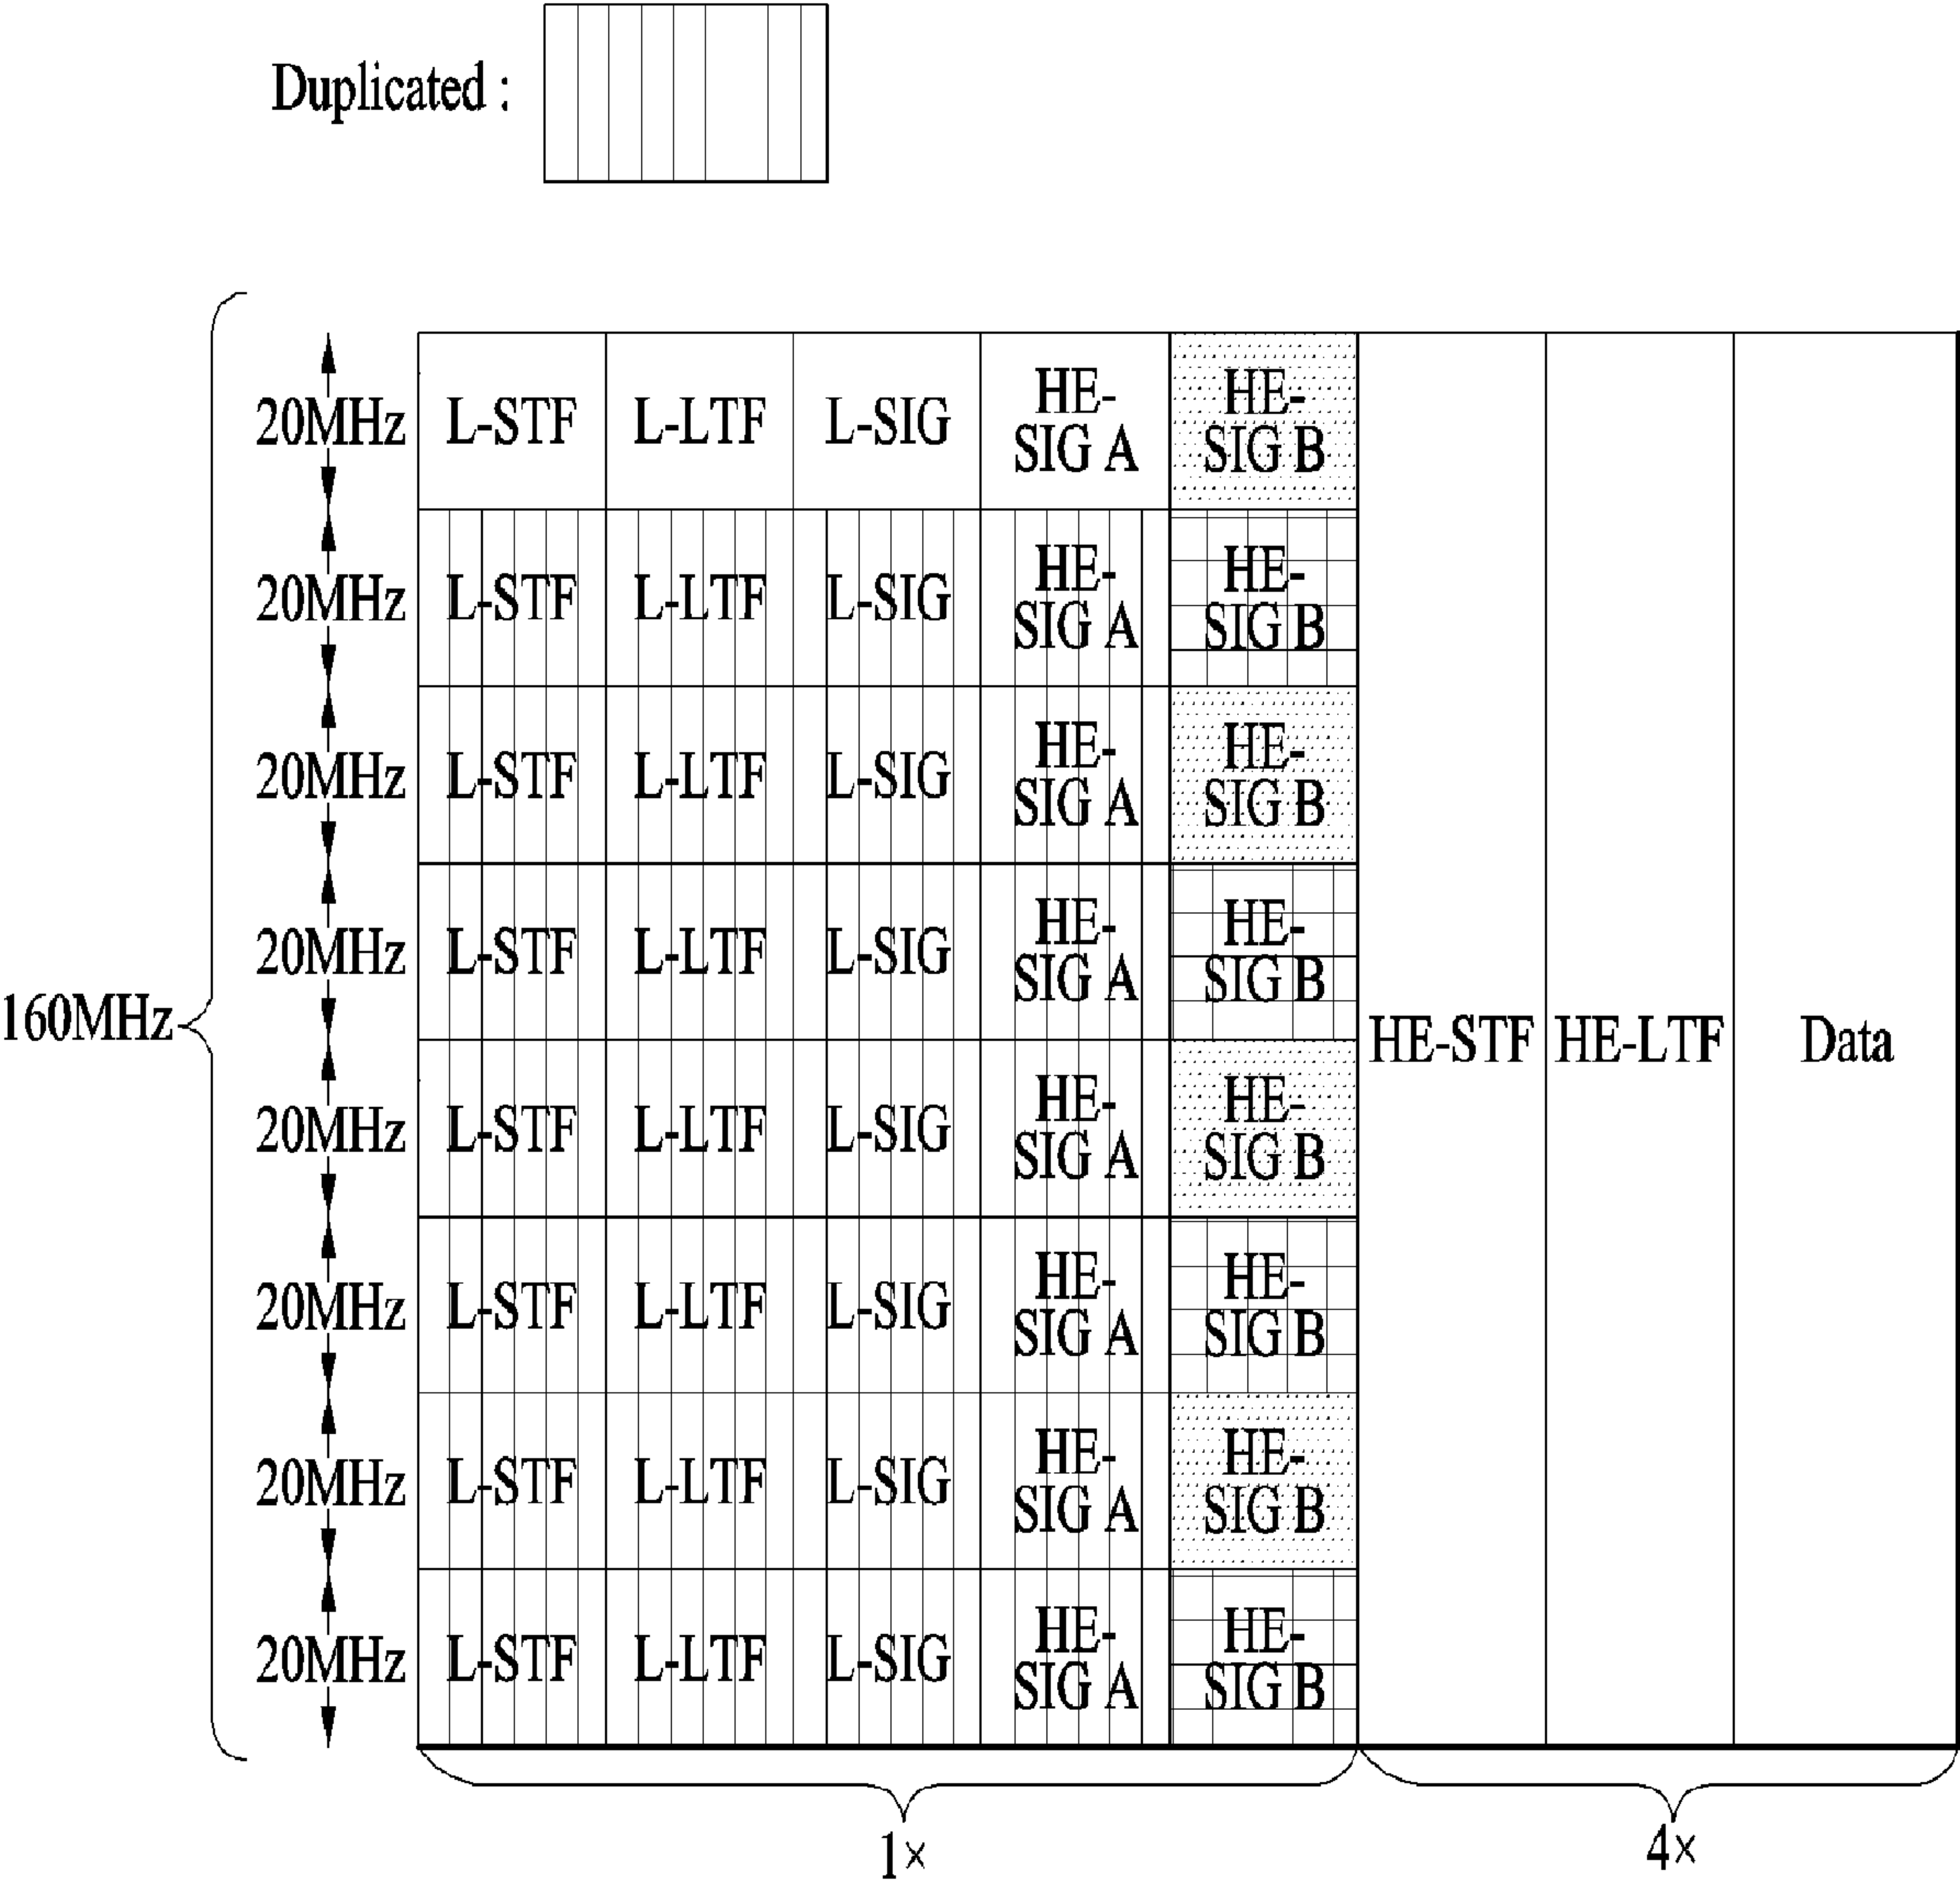 Duplicated :
160MHz
20MHz L-STF L-LTF L-SIG HE-
SIG A HE-
SIG B
20MHz L-STF L-LTF L-SIG HE-
SIG A HE-
SIG B
20MHz L-STF L-LTF L-SIG HE-
SIG A HE-
SIG B
20MHz L-STF L-LTF L-SIG HE-
SIG A HE-
SIG B
HE-STF HE-LTF Data
20MHz L-STF L-LTF L-SIG HE-
SIG A HE-
SIG B
20MHz L-STF L-LTF L-SIG HE-
SIG A HE-
SIG B
20MHz L-STF L-LTF L-SIG HE-
SIG A HE-
SIG B
20MHz L-STF L-LTF L-SIG HE-
SIG A HE-
SIG B
1× 4×